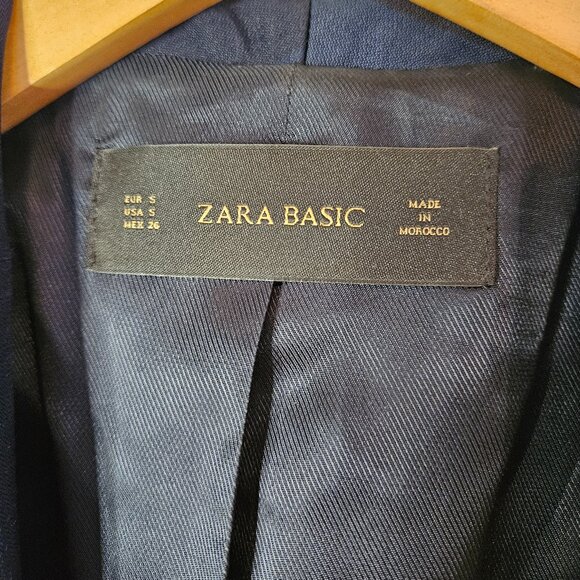 EUR S
USA S
MEX 26
ZARA BASIC
MADE
IN
MOROCCO